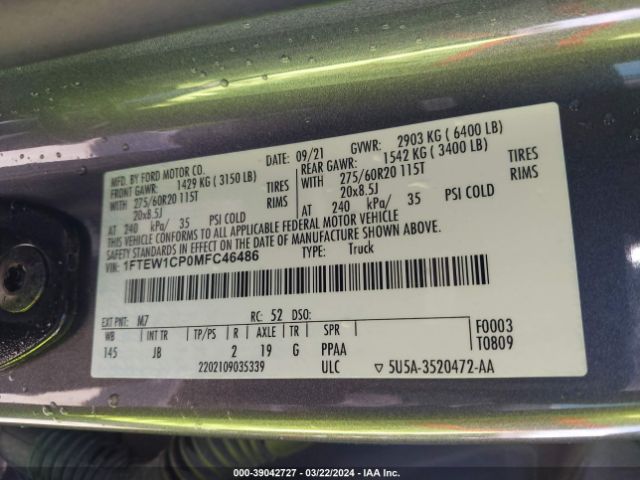 MFD. BY FORD MOTOR CO.
DATE: 09/21 GVWR: 2903 KG ( 6400 LB)
FRONT GAWR: 1429 KG ( 3150 LB)
REAR GAWR: 1542 KG ( 3400 LB)
WITH 275/60R20 115T TIRES
WITH 275/60R20 115T TIRES
20x8.5J RIMS
20x8.5J RIMS
AT 240 kPa/ 35 PSI COLD
AT 240 kPa/ 35 PSI COLD
THIS VEHICLE CONFORMS TO ALL APPLICABLE FEDERAL MOTOR VEHICLE
SAFETY STANDARDS IN EFFECT ON THE DATE OF MANUFACTURE SHOWN ABOVE.
VIN: 1FTEW1CP0MFC46486 TYPE: Truck
EXT PNT: M7 RC: 52 DSO:
WB INT TR TP/PS R AXLE TR SPR
145 JB 2 19 G PPAA
F0003
T0809
2202109035339 ULC ▽ 5U5A-3520472-AA
000-39042727 - 03/22/2024 - IAA Inc.